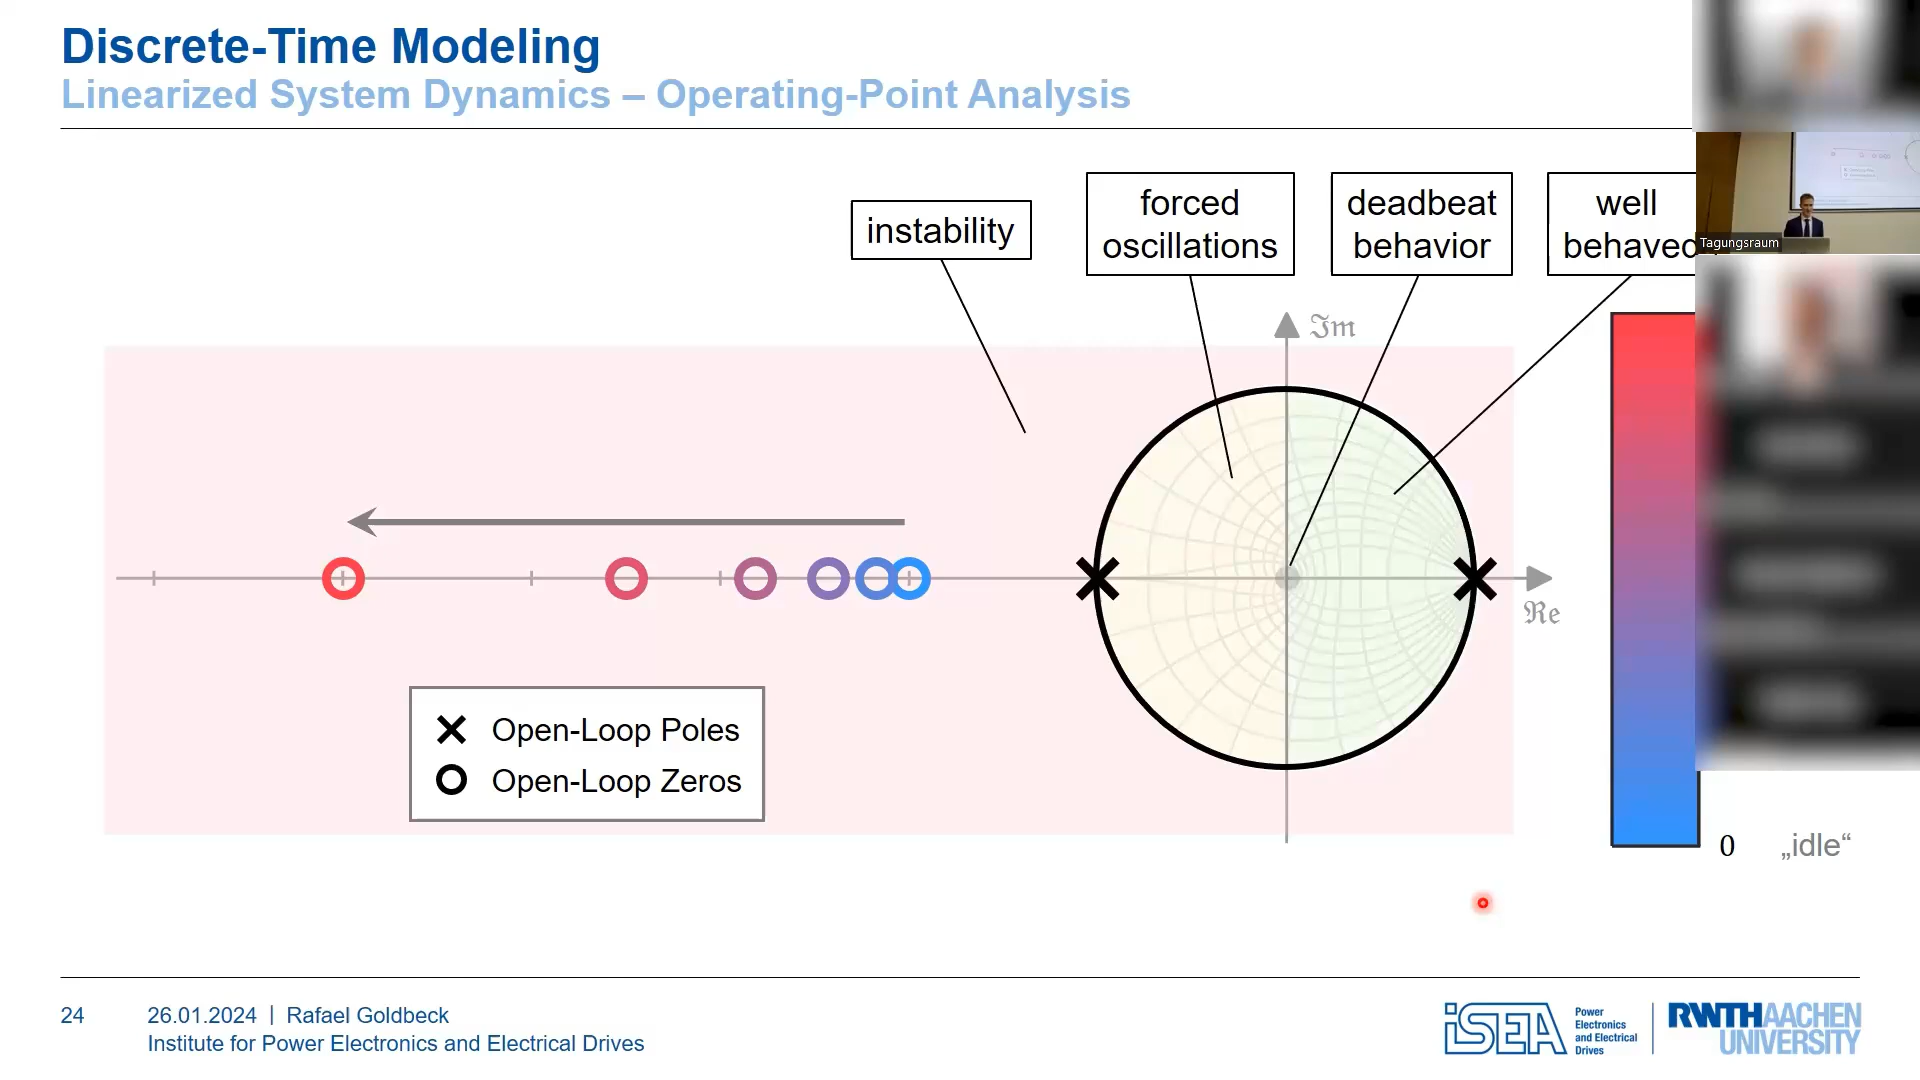 Discrete-Time Modeling
Linearized System Dynamics – Operating-Point Analysis
instability
forced
oscillations
deadbeat
behavior
well
behaved
Tagungsraum
ℑm
ℜe
Open-Loop Poles
Open-Loop Zeros
0 „idle“
24 26.01.2024 | Rafael Goldbeck
Institute for Power Electronics and Electrical Drives
iSEA
Power
Electronics
and Electrical
Drives
RWTHAACHEN
UNIVERSITY